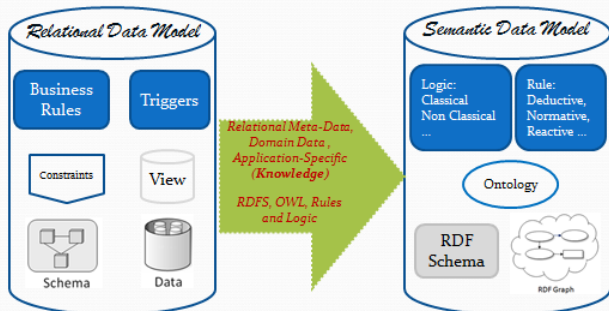 Relational Data Model
Business
Rules
Triggers
Constraints
View
Schema
Data
Relational Meta-Data,
Domain Data ,
Application-Specific
(Knowledge)
RDFS, OWL, Rules
and Logic
Semantic Data Model
Logic:
Classical
Non Classical
...
Rule:
Deductive,
Normative,
Reactive ...
Ontology
RDF
Schema
RDF Graph